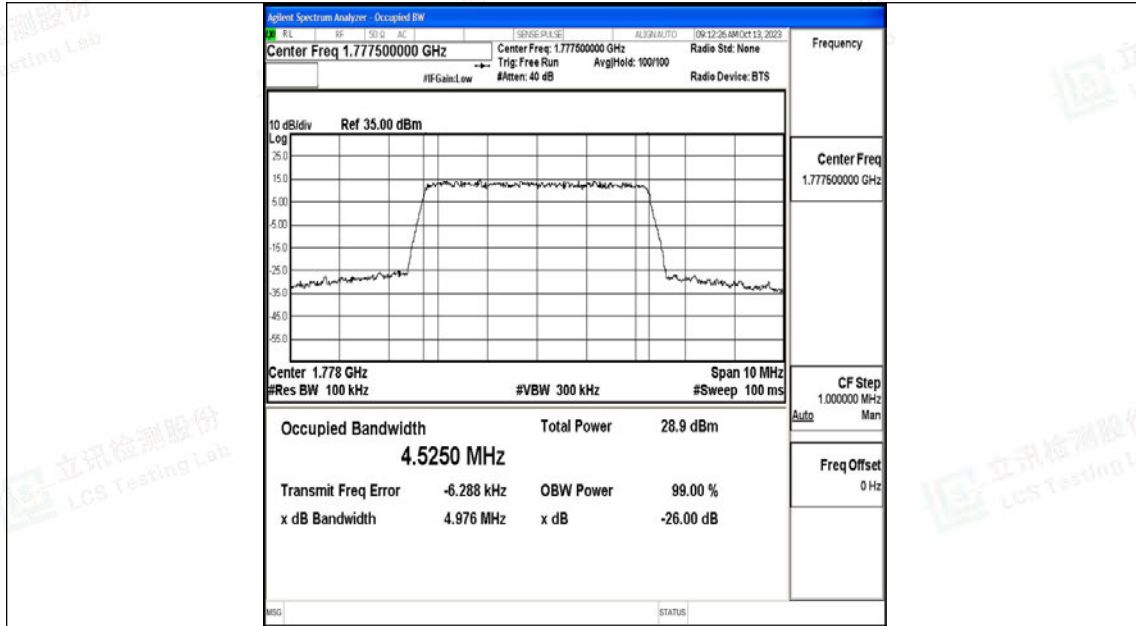 Agilent Spectrum Analyzer - Occupied BW
RL RF 50 Ω AC SENSE:PULSE ALIGNAUTO 09:12:26 AM Oct 13, 2023
Center Freq 1.777500000 GHz
Center Freq: 1.777500000 GHz
Radio Std: None
Trig: Free Run Avg|Hold: 100/100
#IFGain:Low #Atten: 40 dB Radio Device: BTS
Frequency
10 dB/div Ref 35.00 dBm
Log
25.0
15.0
5.00
-5.00
-15.0
-25.0
-35.0
-45.0
-55.0
Center 1.778 GHz Span 10 MHz
#Res BW 100 kHz #VBW 300 kHz #Sweep 100 ms
Occupied Bandwidth Total Power 28.9 dBm
4.5250 MHz
Transmit Freq Error -6.288 kHz OBW Power 99.00 %
x dB Bandwidth 4.976 MHz x dB -26.00 dB
Center Freq
1.777500000 GHz
CF Step
1.000000 MHz
Auto Man
Freq Offset
0 Hz
MSG STATUS
立讯检测股份
LCS Testing Lab